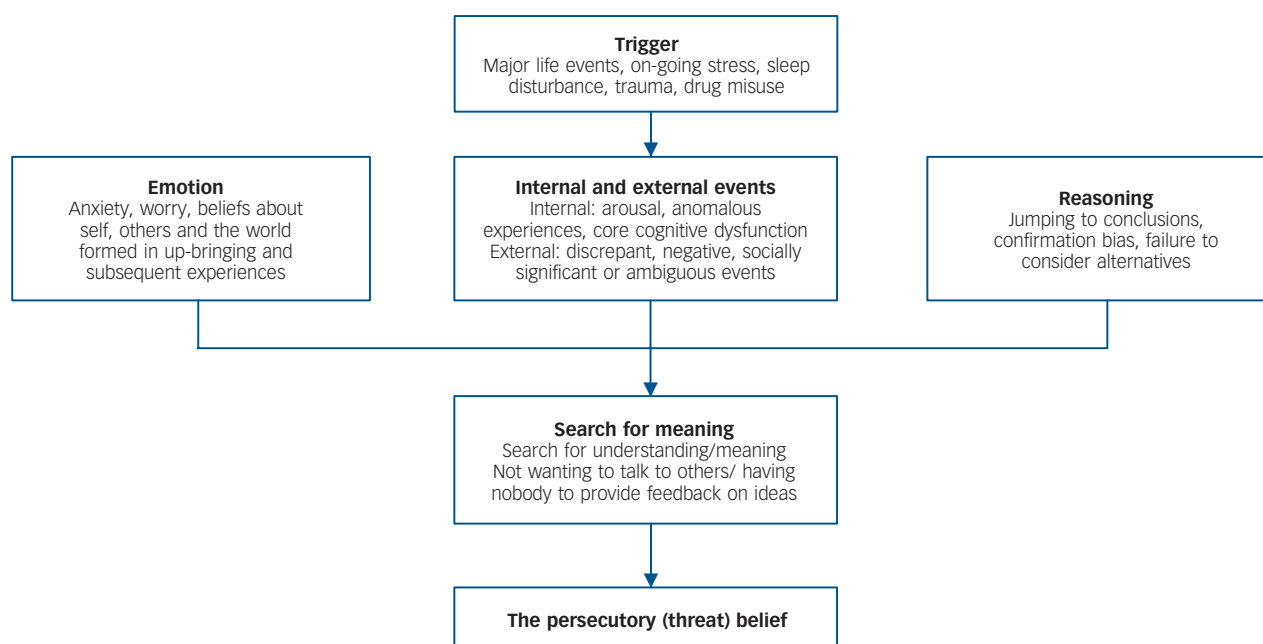 Trigger
Major life events, on-going stress, sleep
disturbance, trauma, drug misuse
Emotion
Anxiety, worry, beliefs about
self, others and the world
formed in up-bringing and
subsequent experiences
Internal and external events
Internal: arousal, anomalous
experiences, core cognitive dysfunction
External: discrepant, negative, socially
significant or ambiguous events
Reasoning
Jumping to conclusions,
confirmation bias, failure to
consider alternatives
Search for meaning
Search for understanding/meaning
Not wanting to talk to others/ having
nobody to provide feedback on ideas
The persecutory (threat) belief